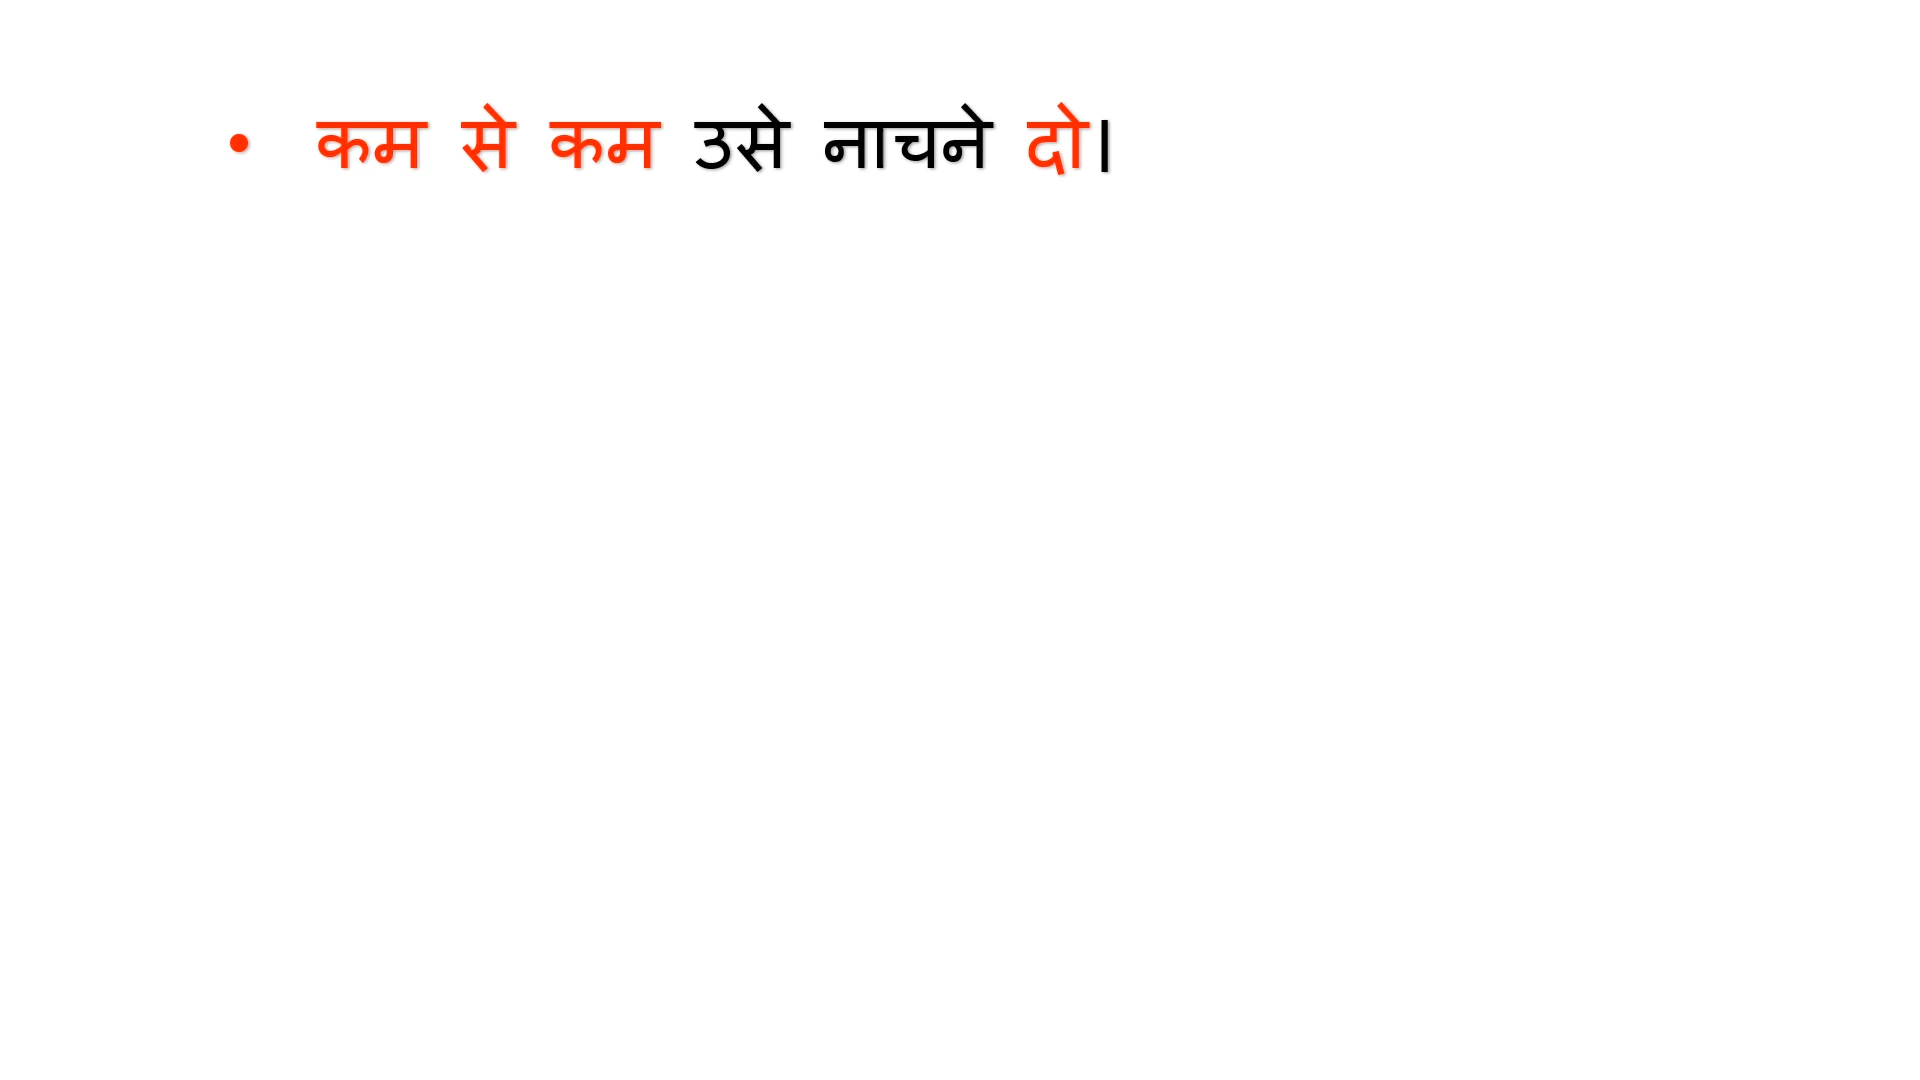 • कम से कम उसे नाचने दो।